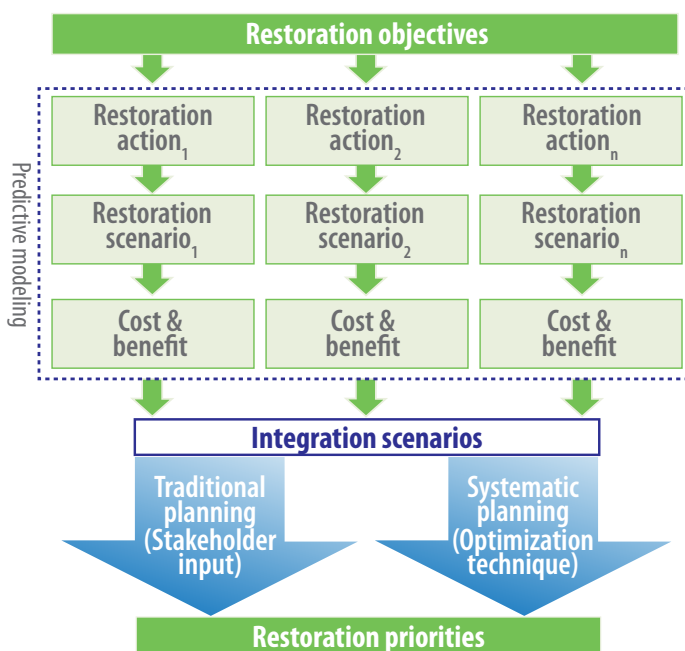 Restoration objectives
Predictive modeling
Restoration
action₁
Restoration
action₂
Restoration
actionₙ
Restoration
scenario₁
Restoration
scenario₂
Restoration
scenarioₙ
Cost &
benefit
Cost &
benefit
Cost &
benefit
Integration scenarios
Traditional
planning
(Stakeholder
input)
Systematic
planning
(Optimization
technique)
Restoration priorities